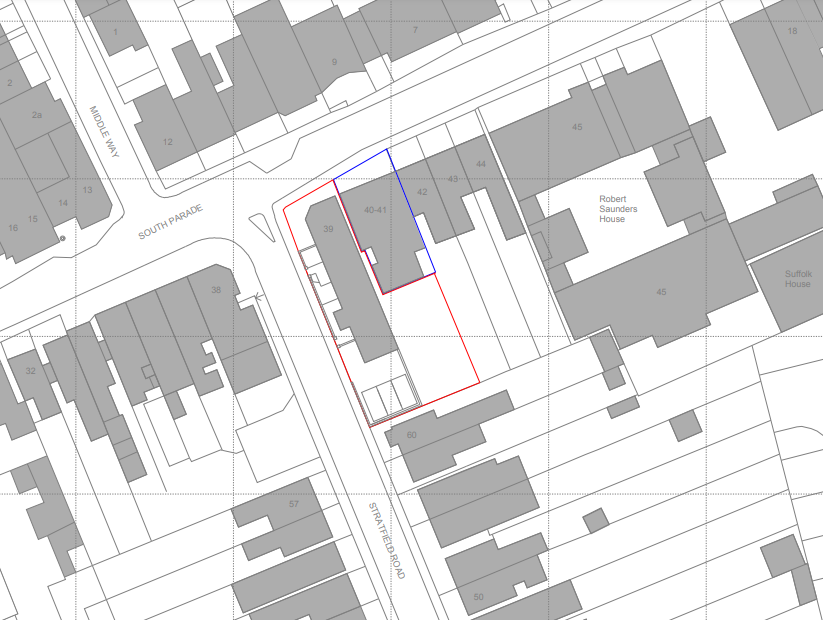 1
7
18
9
2
2a
MIDDLE WAY
12
45
44
43
42
40-41
39
13
14
15
16
SOUTH PARADE
Robert
Saunders
House
Suffolk
House
45
38
32
60
57
STRATFIELD ROAD
50